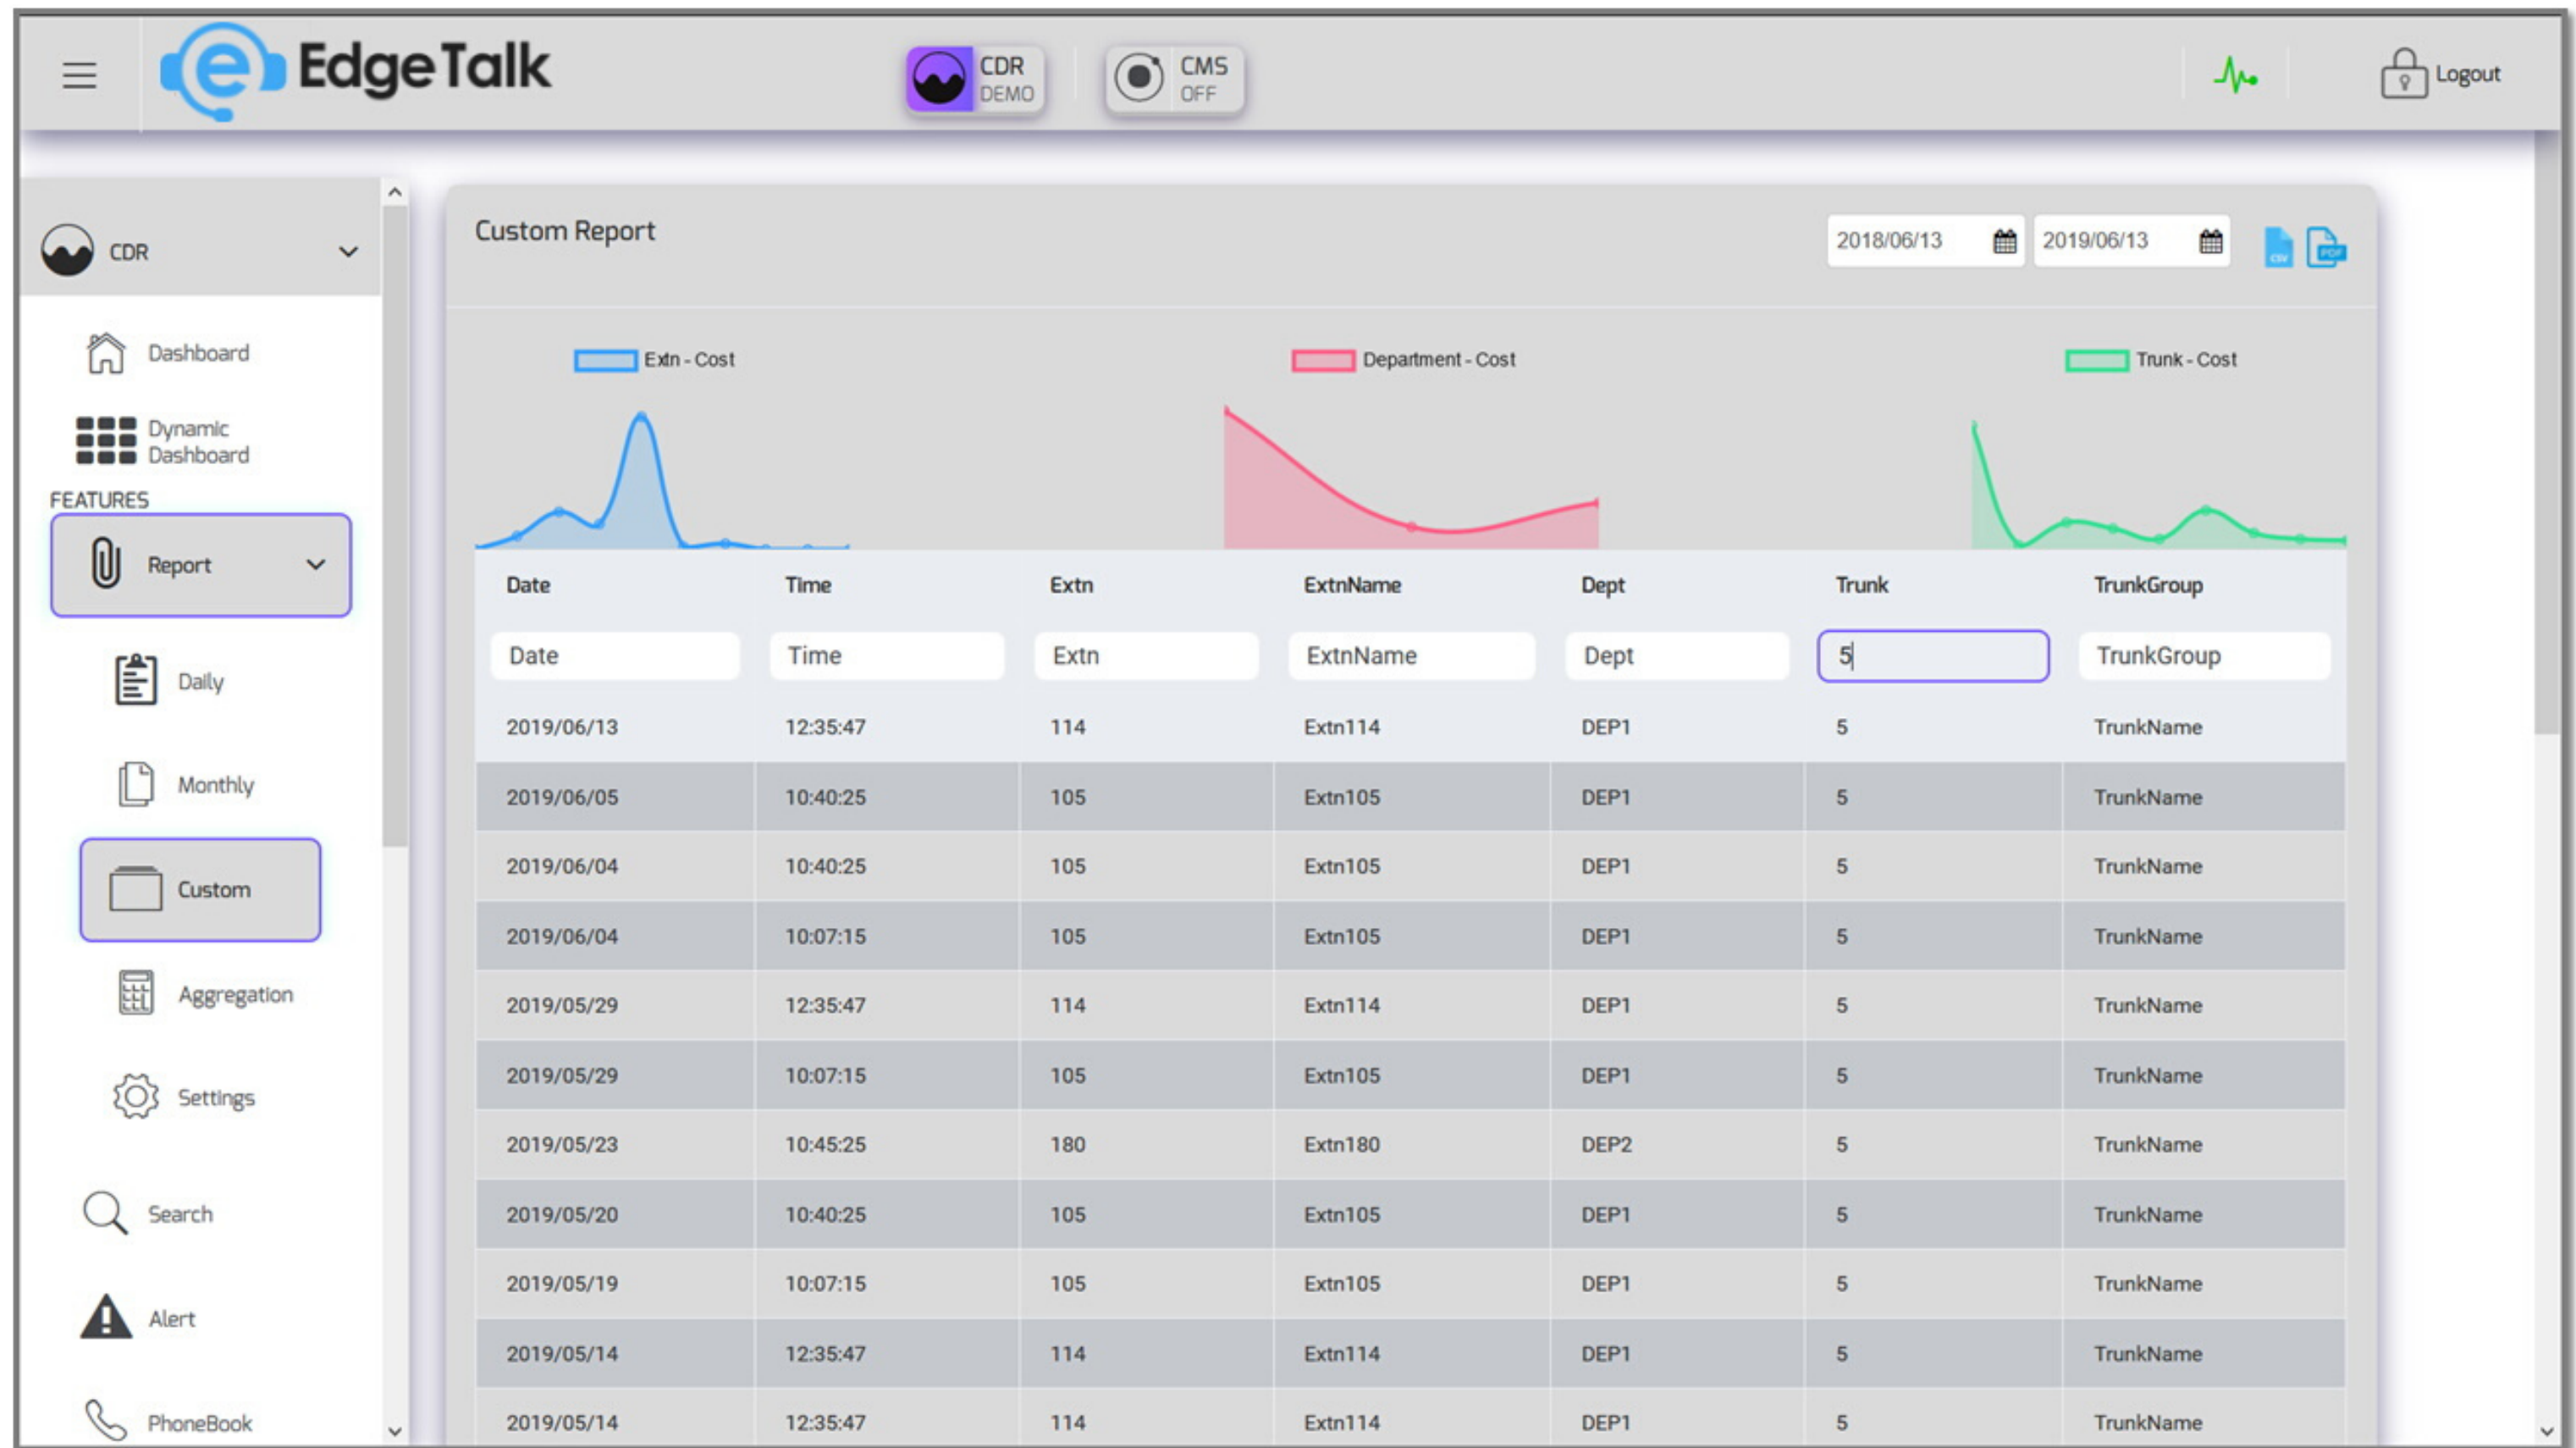 EdgeTalk
CDR
DEMO
CMS
OFF
Logout
CDR
Dashboard
Dynamic
Dashboard
FEATURES
Report
Daily
Monthly
Custom
Aggregation
Settings
Search
Alert
PhoneBook
Custom Report
2018/06/13
2019/06/13
CSV
PDF
Extn - Cost
Department - Cost
Trunk - Cost
Date Time Extn ExtnName Dept Trunk TrunkGroup
Date Time Extn ExtnName Dept 5 TrunkGroup
2019/06/13 12:35:47 114 Extn114 DEP1 5 TrunkName
2019/06/05 10:40:25 105 Extn105 DEP1 5 TrunkName
2019/06/04 10:40:25 105 Extn105 DEP1 5 TrunkName
2019/06/04 10:07:15 105 Extn105 DEP1 5 TrunkName
2019/05/29 12:35:47 114 Extn114 DEP1 5 TrunkName
2019/05/29 10:07:15 105 Extn105 DEP1 5 TrunkName
2019/05/23 10:45:25 180 Extn180 DEP2 5 TrunkName
2019/05/20 10:40:25 105 Extn105 DEP1 5 TrunkName
2019/05/19 10:07:15 105 Extn105 DEP1 5 TrunkName
2019/05/14 12:35:47 114 Extn114 DEP1 5 TrunkName
2019/05/14 12:35:47 114 Extn114 DEP1 5 TrunkName